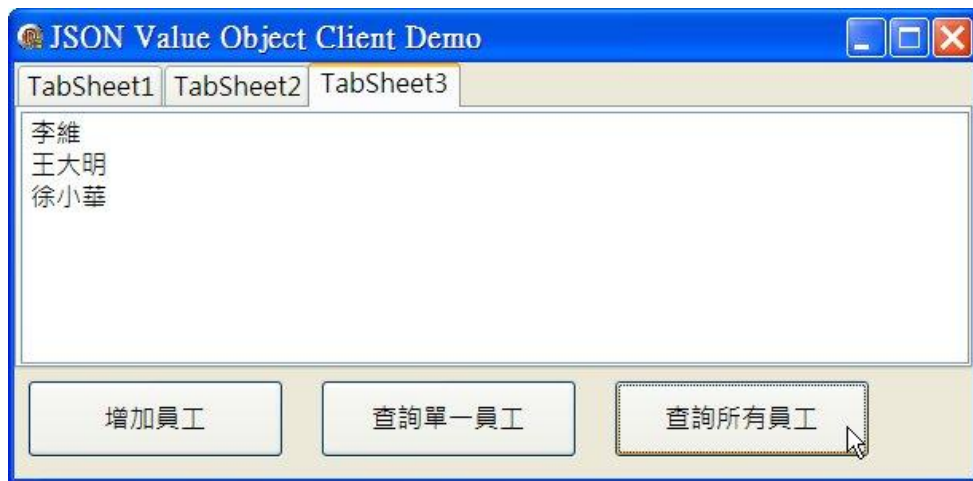 JSON Value Object Client Demo
TabSheet1 TabSheet2 TabSheet3
李維
王大明
徐小華
增加員工 查詢單一員工 查詢所有員工